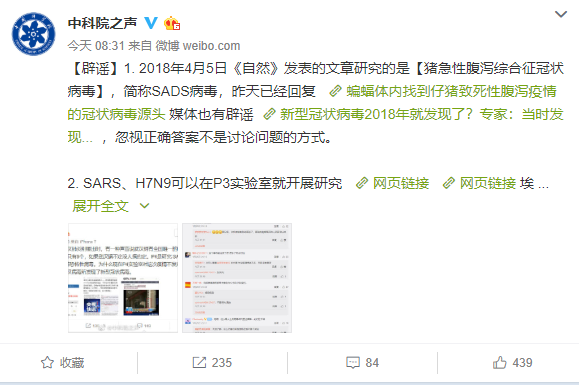 中科院之声
今天 08:31 来自 微博 weibo.com
【辟谣】1. 2018年4月5日《自然》发表的文章研究的是【猪急性腹泻综合征冠状
病毒】，简称SADS病毒，昨天已经回复 蝙蝠体内找到仔猪致死性腹泻疫情
的冠状病毒源头 媒体也有辟谣 新型冠状病毒2018年就发现了？专家：当时发
现... ，忽视正确答案不是讨论问题的方式。
2. SARS、H7N9可以在P3实验室就开展研究 网页链接 网页链接 埃 ...
展开全文
收藏
235
84
439